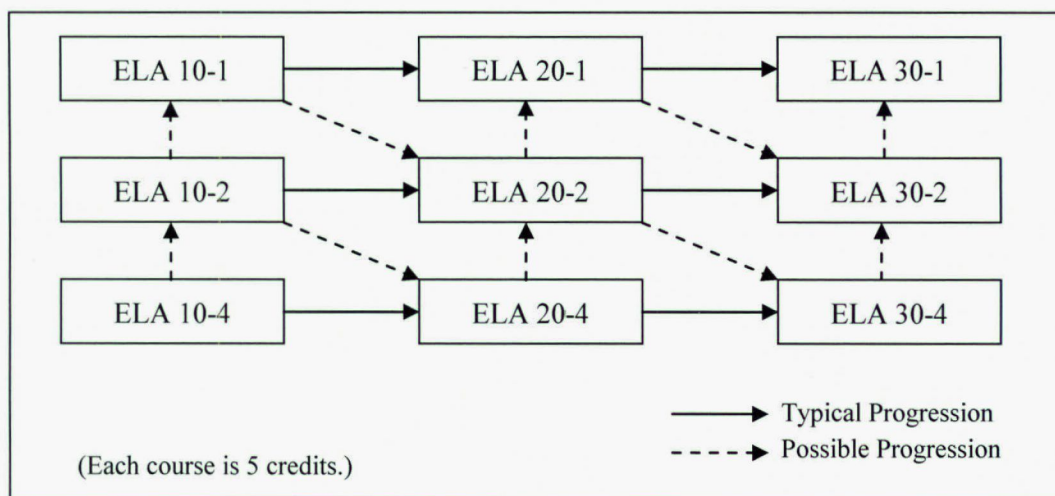 ELA 10-1 ELA 20-1 ELA 30-1
ELA 10-2 ELA 20-2 ELA 30-2
ELA 10-4 ELA 20-4 ELA 30-4
Typical Progression
Possible Progression
(Each course is 5 credits.)